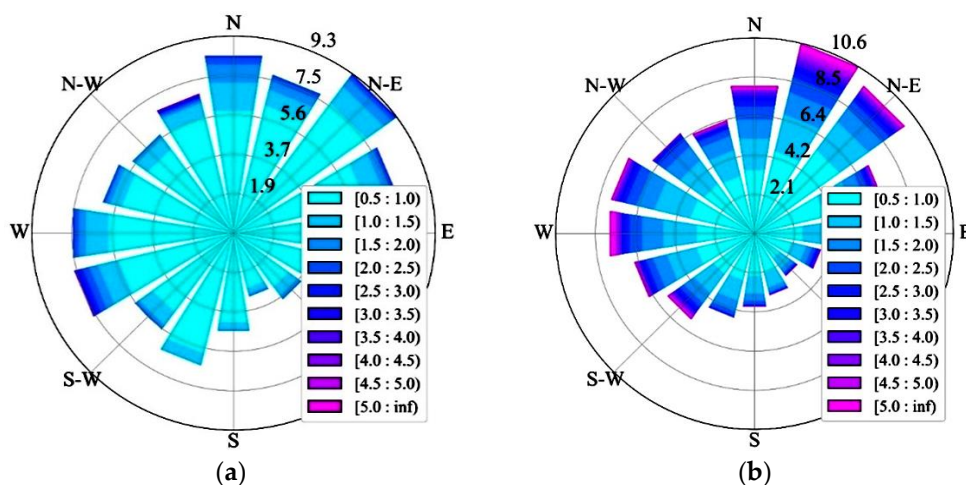 N
9.3
N-W
7.5
N-E
5.6
3.7
1.9
W
E
[0.5 : 1.0)
[1.0 : 1.5)
[1.5 : 2.0)
[2.0 : 2.5)
[2.5 : 3.0)
[3.0 : 3.5)
[3.5 : 4.0)
[4.0 : 4.5)
[4.5 : 5.0)
[5.0 : inf)
S-W
S
(a)
N
10.6
N-W
8.5
N-E
6.4
4.2
2.1
W
E
[0.5 : 1.0)
[1.0 : 1.5)
[1.5 : 2.0)
[2.0 : 2.5)
[2.5 : 3.0)
[3.0 : 3.5)
[3.5 : 4.0)
[4.0 : 4.5)
[4.5 : 5.0)
[5.0 : inf)
S-W
S
(b)